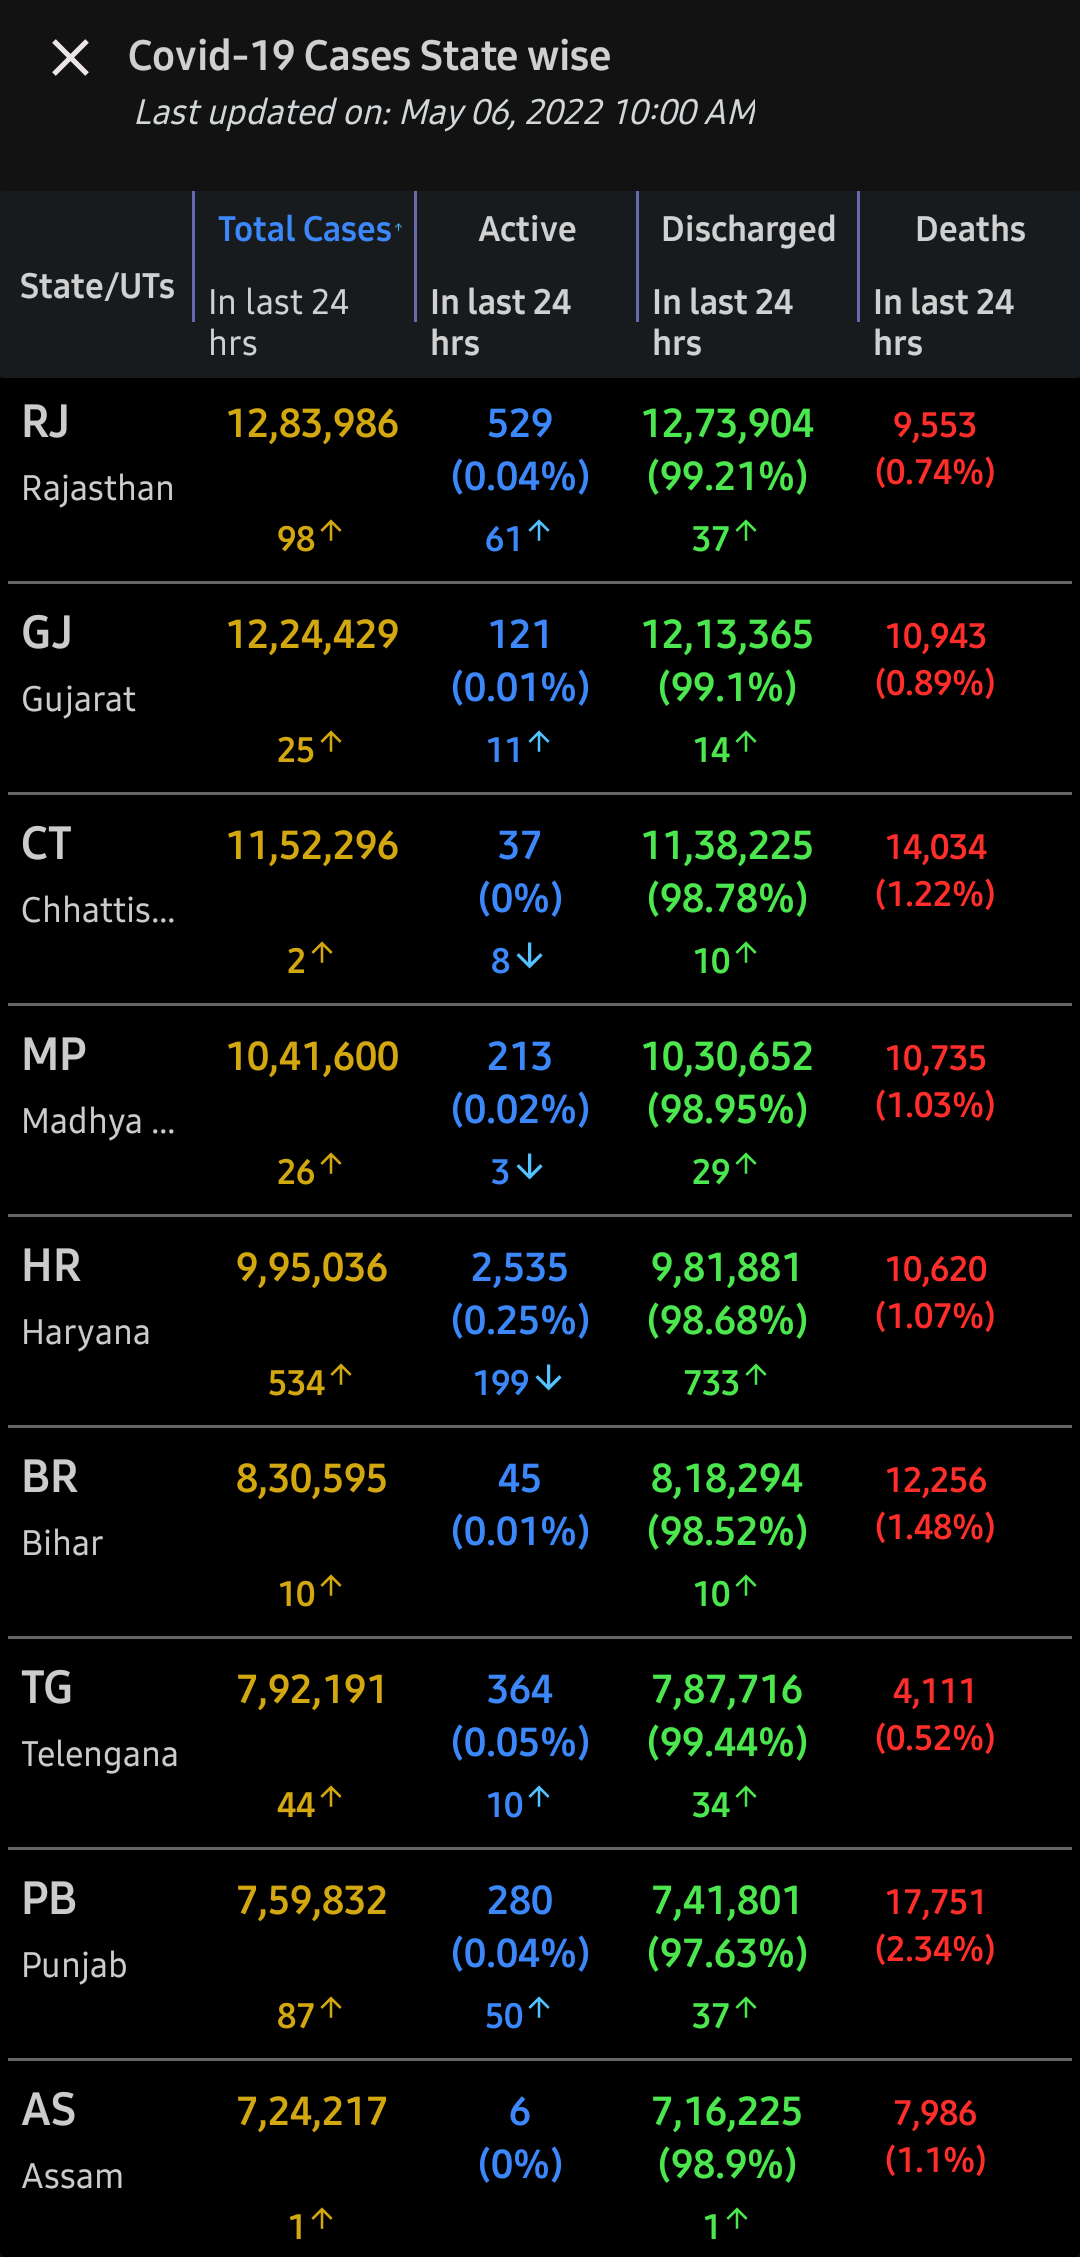 Covid-19 Cases State wise
Last updated on: May 06, 2022 10:00 AM
State/UTs
Total Cases↑ Active Discharged Deaths
In last 24 hrs In last 24 hrs In last 24 hrs In last 24 hrs
RJ 12,83,986 529 12,73,904 9,553
Rajasthan (0.04%) (99.21%) (0.74%)
98↑ 61↑ 37↑
GJ 12,24,429 121 12,13,365 10,943
Gujarat (0.01%) (99.1%) (0.89%)
25↑ 11↑ 14↑
CT 11,52,296 37 11,38,225 14,034
Chhattis... (0%) (98.78%) (1.22%)
2↑ 8↓ 10↑
MP 10,41,600 213 10,30,652 10,735
Madhya ... (0.02%) (98.95%) (1.03%)
26↑ 3↓ 29↑
HR 9,95,036 2,535 9,81,881 10,620
Haryana (0.25%) (98.68%) (1.07%)
534↑ 199↓ 733↑
BR 8,30,595 45 8,18,294 12,256
Bihar (0.01%) (98.52%) (1.48%)
10↑ 10↑
TG 7,92,191 364 7,87,716 4,111
Telengana (0.05%) (99.44%) (0.52%)
44↑ 10↑ 34↑
PB 7,59,832 280 7,41,801 17,751
Punjab (0.04%) (97.63%) (2.34%)
87↑ 50↑ 37↑
AS 7,24,217 6 7,16,225 7,986
Assam (0%) (98.9%) (1.1%)
1↑ 1↑